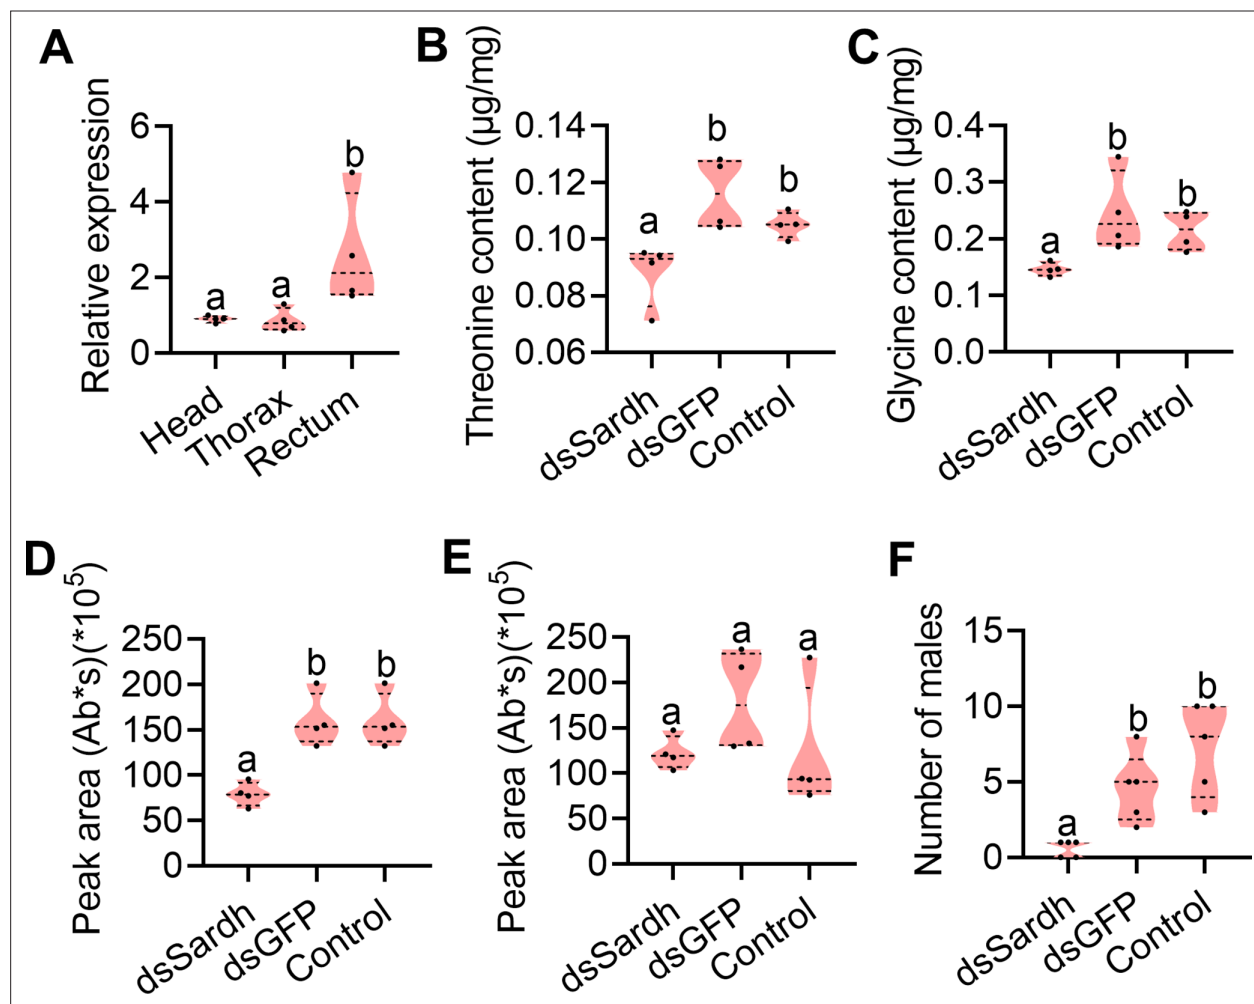 A
Relative expression
6
4
2
0
a
a
b
Head
Thorax
Rectum
B
Threonine content (µg/mg)
0.14
0.12
0.10
0.08
0.06
a
b
b
dsSardh
dsGFP
Control
C
Glycine content (µg/mg)
0.4
0.3
0.2
0.1
0.0
a
b
b
dsSardh
dsGFP
Control
D
Peak area (Ab*s)(*10⁵)
250
200
150
100
50
0
a
b
b
dsSardh
dsGFP
Control
E
Peak area (Ab*s)(*10⁵)
250
200
150
100
50
0
a
a
a
dsSardh
dsGFP
Control
F
Number of males
15
10
5
0
a
b
b
dsSardh
dsGFP
Control